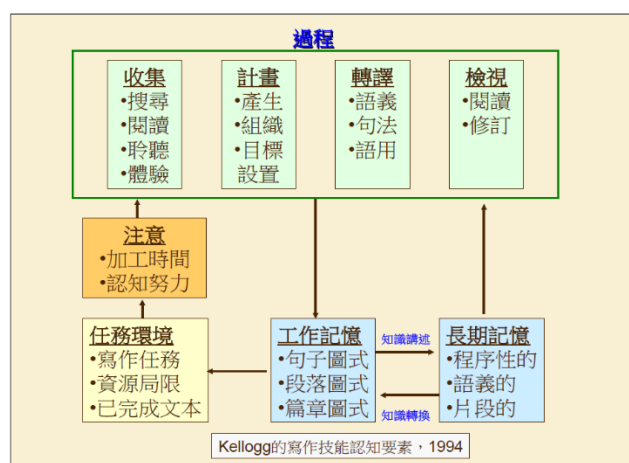 過程
收集
•搜尋
•閱讀
•聆聽
•體驗
計畫
•產生
•組織
•目標
設置
轉譯
•語義
•句法
•語用
檢視
•閱讀
•修訂
注意
•加工時間
•認知努力
任務環境
•寫作任務
•資源局限
•已完成文本
工作記憶
•句子圖式
•段落圖式
•篇章圖式
知識講述
知識轉換
長期記憶
•程序性的
•語義的
•片段的
Kellogg的寫作技能認知要素，1994